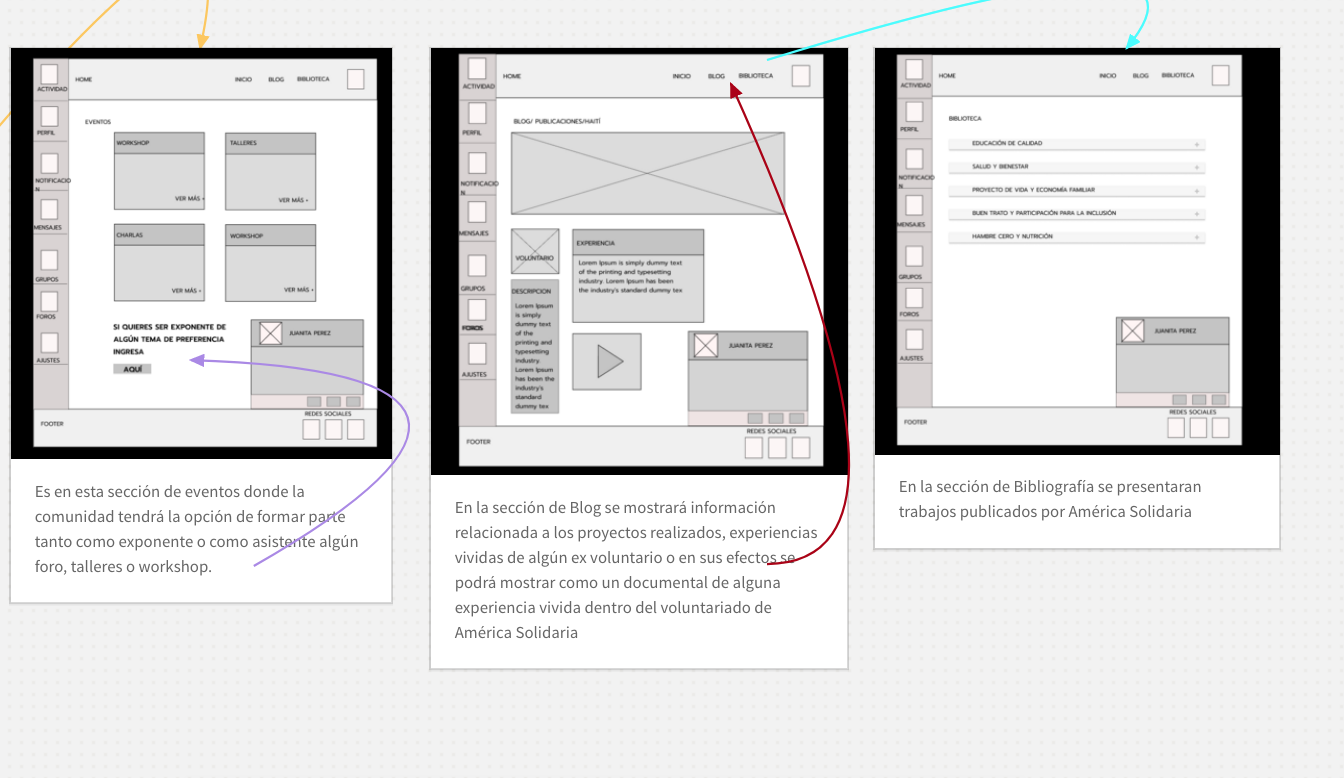 HOME
INICIO
BLOG
BIBLIOTECA
ACTIVIDAD
PERFIL
NOTIFICACIO
N
MENSAJES
GRUPOS
FOROS
AJUSTES
EVENTOS
WORKSHOP
VER MÁS +
TALLERES
VER MÁS +
CHARLAS
VER MÁS +
WORKSHOP
VER MÁS +
SI QUIERES SER EXPONENTE DE
ALGÚN TEMA DE PREFERENCIA
INGRESA
AQUÍ
JUANITA PEREZ
REDES SOCIALES
FOOTER
Es en esta sección de eventos donde la
comunidad tendrá la opción de formar parte
tanto como exponente o como asistente algún
foro, talleres o workshop.
HOME
INICIO
BLOG
BIBLIOTECA
ACTIVIDAD
PERFIL
NOTIFICACIO
N
MENSAJES
GRUPOS
FOROS
AJUSTES
BLOG/ PUBLICACIONES/HAITÍ
VOLUNTARIO
EXPERIENCIA
Lorem Ipsum is simply dummy text
of the printing and typesetting
industry. Lorem Ipsum has been
the industry's standard dummy tex
DESCRIPCION
Lorem Ipsum
is simply
dummy text
of the
printing and
typesetting
industry.
Lorem Ipsum
has been the
industry's
standard
dummy tex
JUANITA PEREZ
REDES SOCIALES
FOOTER
En la sección de Blog se mostrará información
relacionada a los proyectos realizados, experiencias
vividas de algún ex voluntario o en sus efectos se
podrá mostrar como un documental de alguna
experiencia vivida dentro del voluntariado de
América Solidaria
HOME
INICIO
BLOG
BIBLIOTECA
ACTIVIDAD
PERFIL
NOTIFICACIO
N
MENSAJES
GRUPOS
FOROS
AJUSTES
BIBLIOTECA
EDUCACIÓN DE CALIDAD +
SALUD Y BIENESTAR +
PROYECTO DE VIDA Y ECONOMÍA FAMILIAR +
BUEN TRATO Y PARTICIPACIÓN PARA LA INCLUSIÓN +
HAMBRE CERO Y NUTRICIÓN +
JUANITA PEREZ
REDES SOCIALES
FOOTER
En la sección de Bibliografía se presentaran
trabajos publicados por América Solidaria